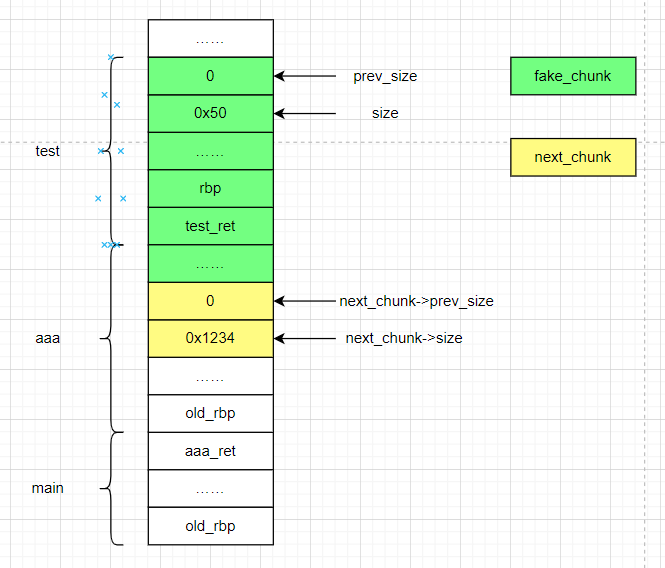 ......
0
prev_size
fake_chunk
0x50
size
test
......
next_chunk
rbp
test_ret
......
0
next_chunk->prev_size
aaa
0x1234
next_chunk->size
......
old_rbp
aaa_ret
main
......
old_rbp